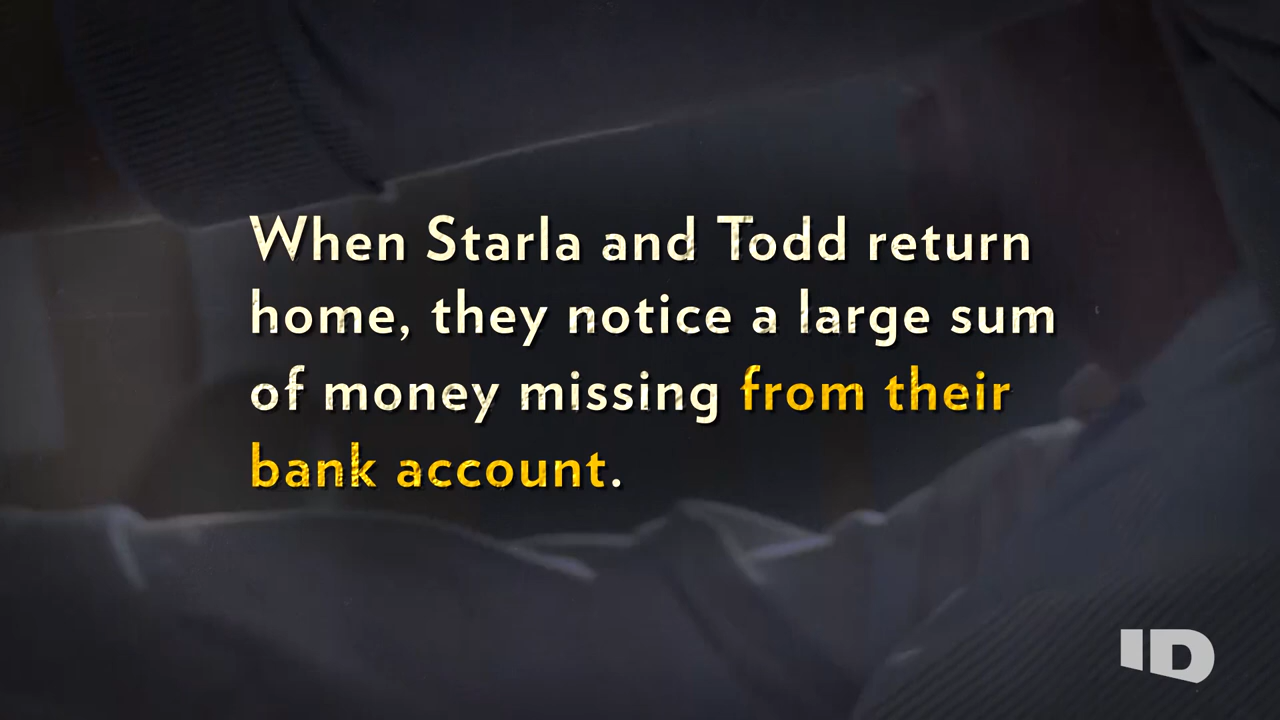 When Starla and Todd return
home, they notice a large sum
of money missing from their
bank account.
ID